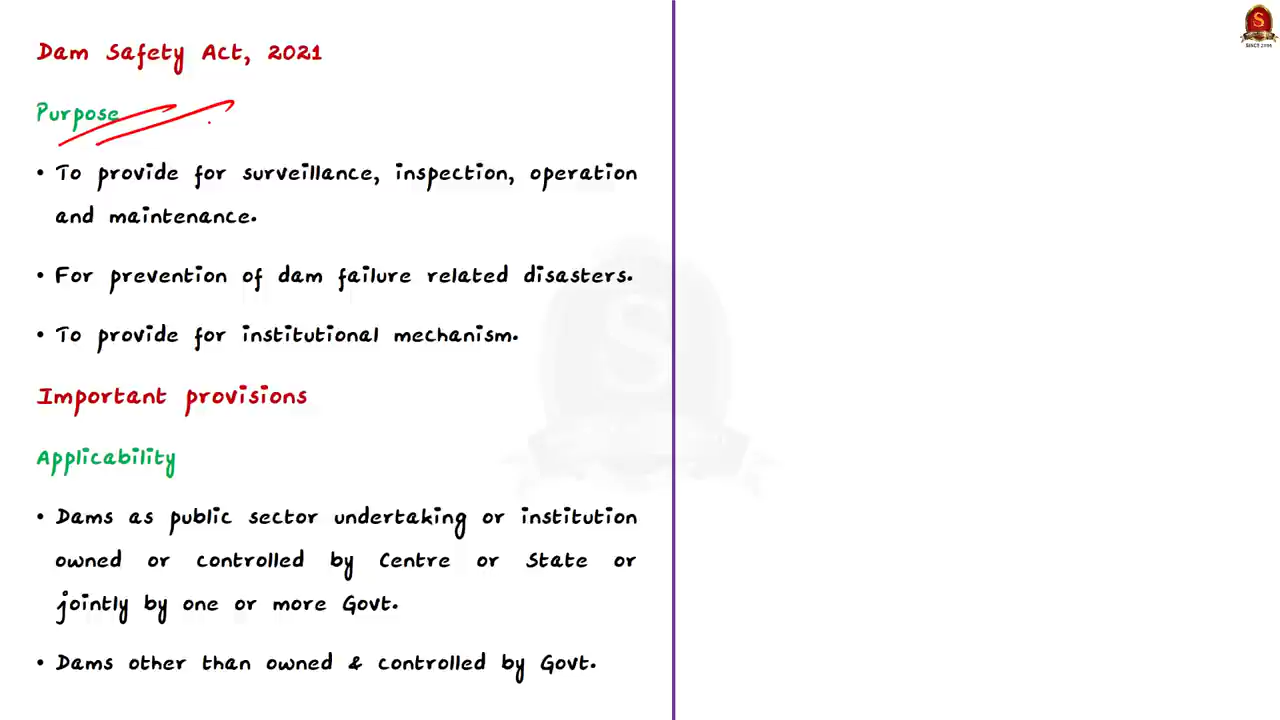 Dam Safety Act, 2021
Purpose
• To provide for surveillance, inspection, operation
and maintenance.
• For prevention of dam failure related disasters.
• To provide for institutional mechanism.
Important provisions
Applicability
• Dams as public sector undertaking or institution
owned or controlled by Centre or State or
jointly by one or more Govt.
• Dams other than owned & controlled by Govt.
S